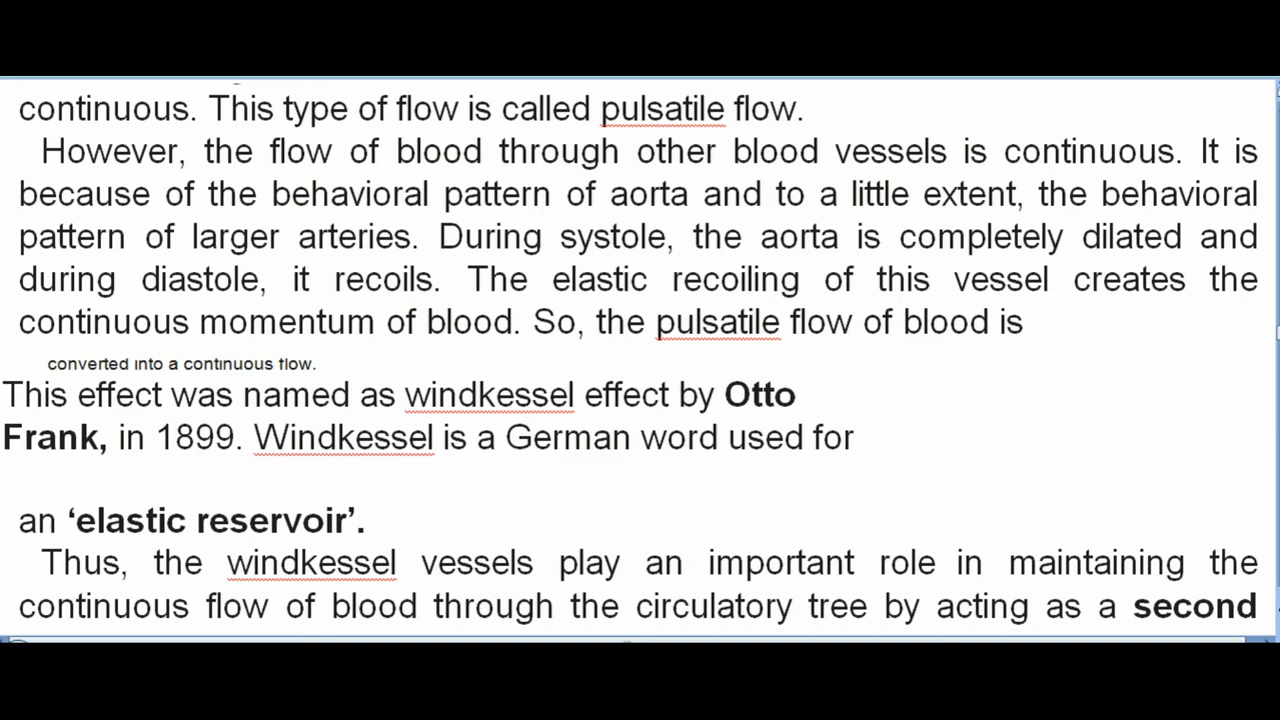 continuous. This type of flow is called pulsatile flow.
However, the flow of blood through other blood vessels is continuous. It is
because of the behavioral pattern of aorta and to a little extent, the behavioral
pattern of larger arteries. During systole, the aorta is completely dilated and
during diastole, it recoils. The elastic recoiling of this vessel creates the
continuous momentum of blood. So, the pulsatile flow of blood is
converted into a continuous flow.
This effect was named as windkessel effect by Otto
Frank, in 1899. Windkessel is a German word used for
an ‘elastic reservoir’.
Thus, the windkessel vessels play an important role in maintaining the
continuous flow of blood through the circulatory tree by acting as a second